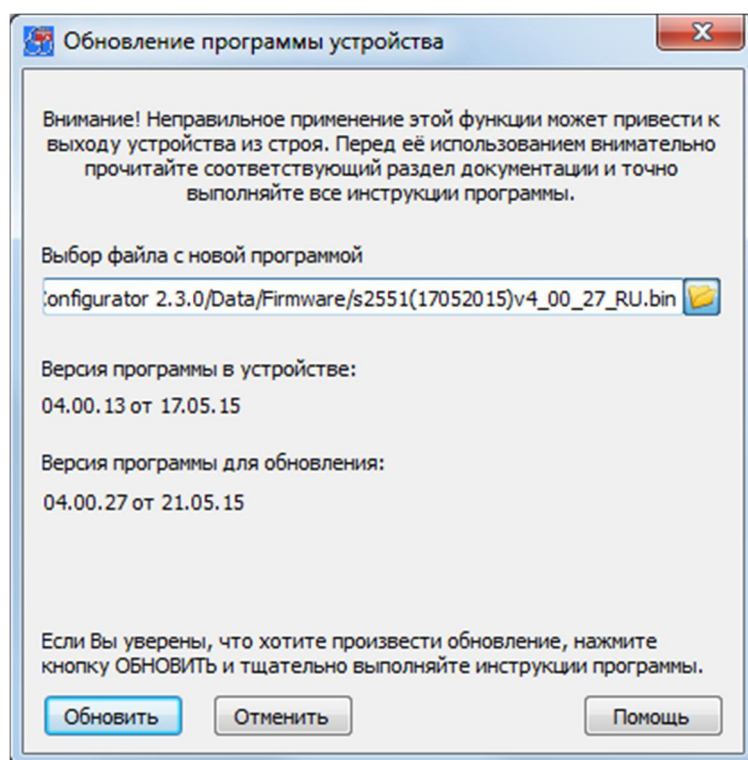 Обновление программы устройства
Внимание! Неправильное применение этой функции может привести к
выходу устройства из строя. Перед её использованием внимательно
прочитайте соответствующий раздел документации и точно
выполняйте все инструкции программы.
Выбор файла с новой программой
onfigurator 2.3.0/Data/Firmware/s2551(17052015)v4_00_27_RU.bin
Версия программы в устройстве:
04.00.13 от 17.05.15
Версия программы для обновления:
04.00.27 от 21.05.15
Если Вы уверены, что хотите произвести обновление, нажмите
кнопку ОБНОВИТЬ и тщательно выполняйте инструкции программы.
Обновить Отменить Помощь